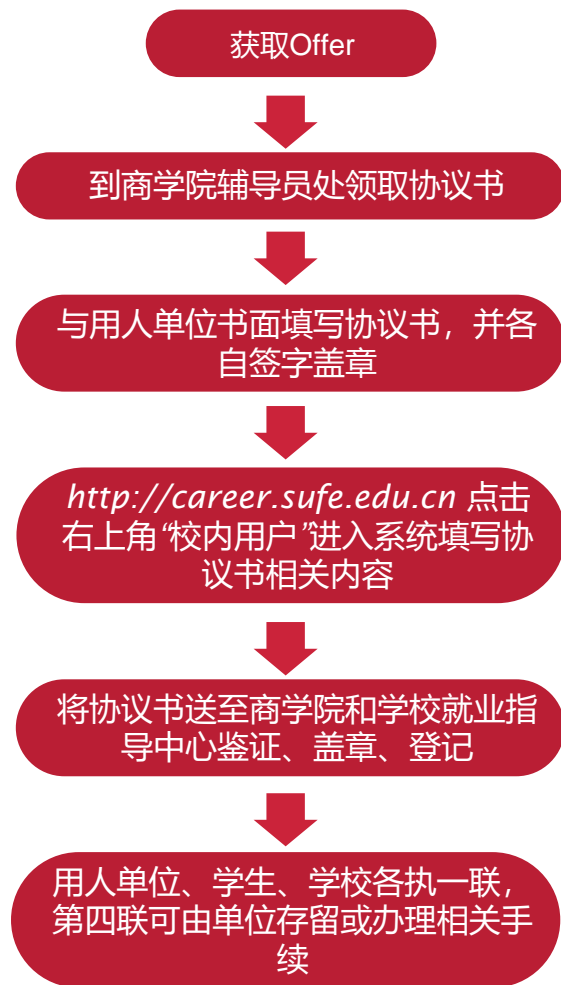 获取Offer
到商学院辅导员处领取协议书
与用人单位书面填写协议书，并各
自签字盖章
http://career.sufe.edu.cn 点击
右上角“校内用户”进入系统填写协
议书相关内容
将协议书送至商学院和学校就业指
导中心鉴证、盖章、登记
用人单位、学生、学校各执一联，
第四联可由单位存留或办理相关手
续